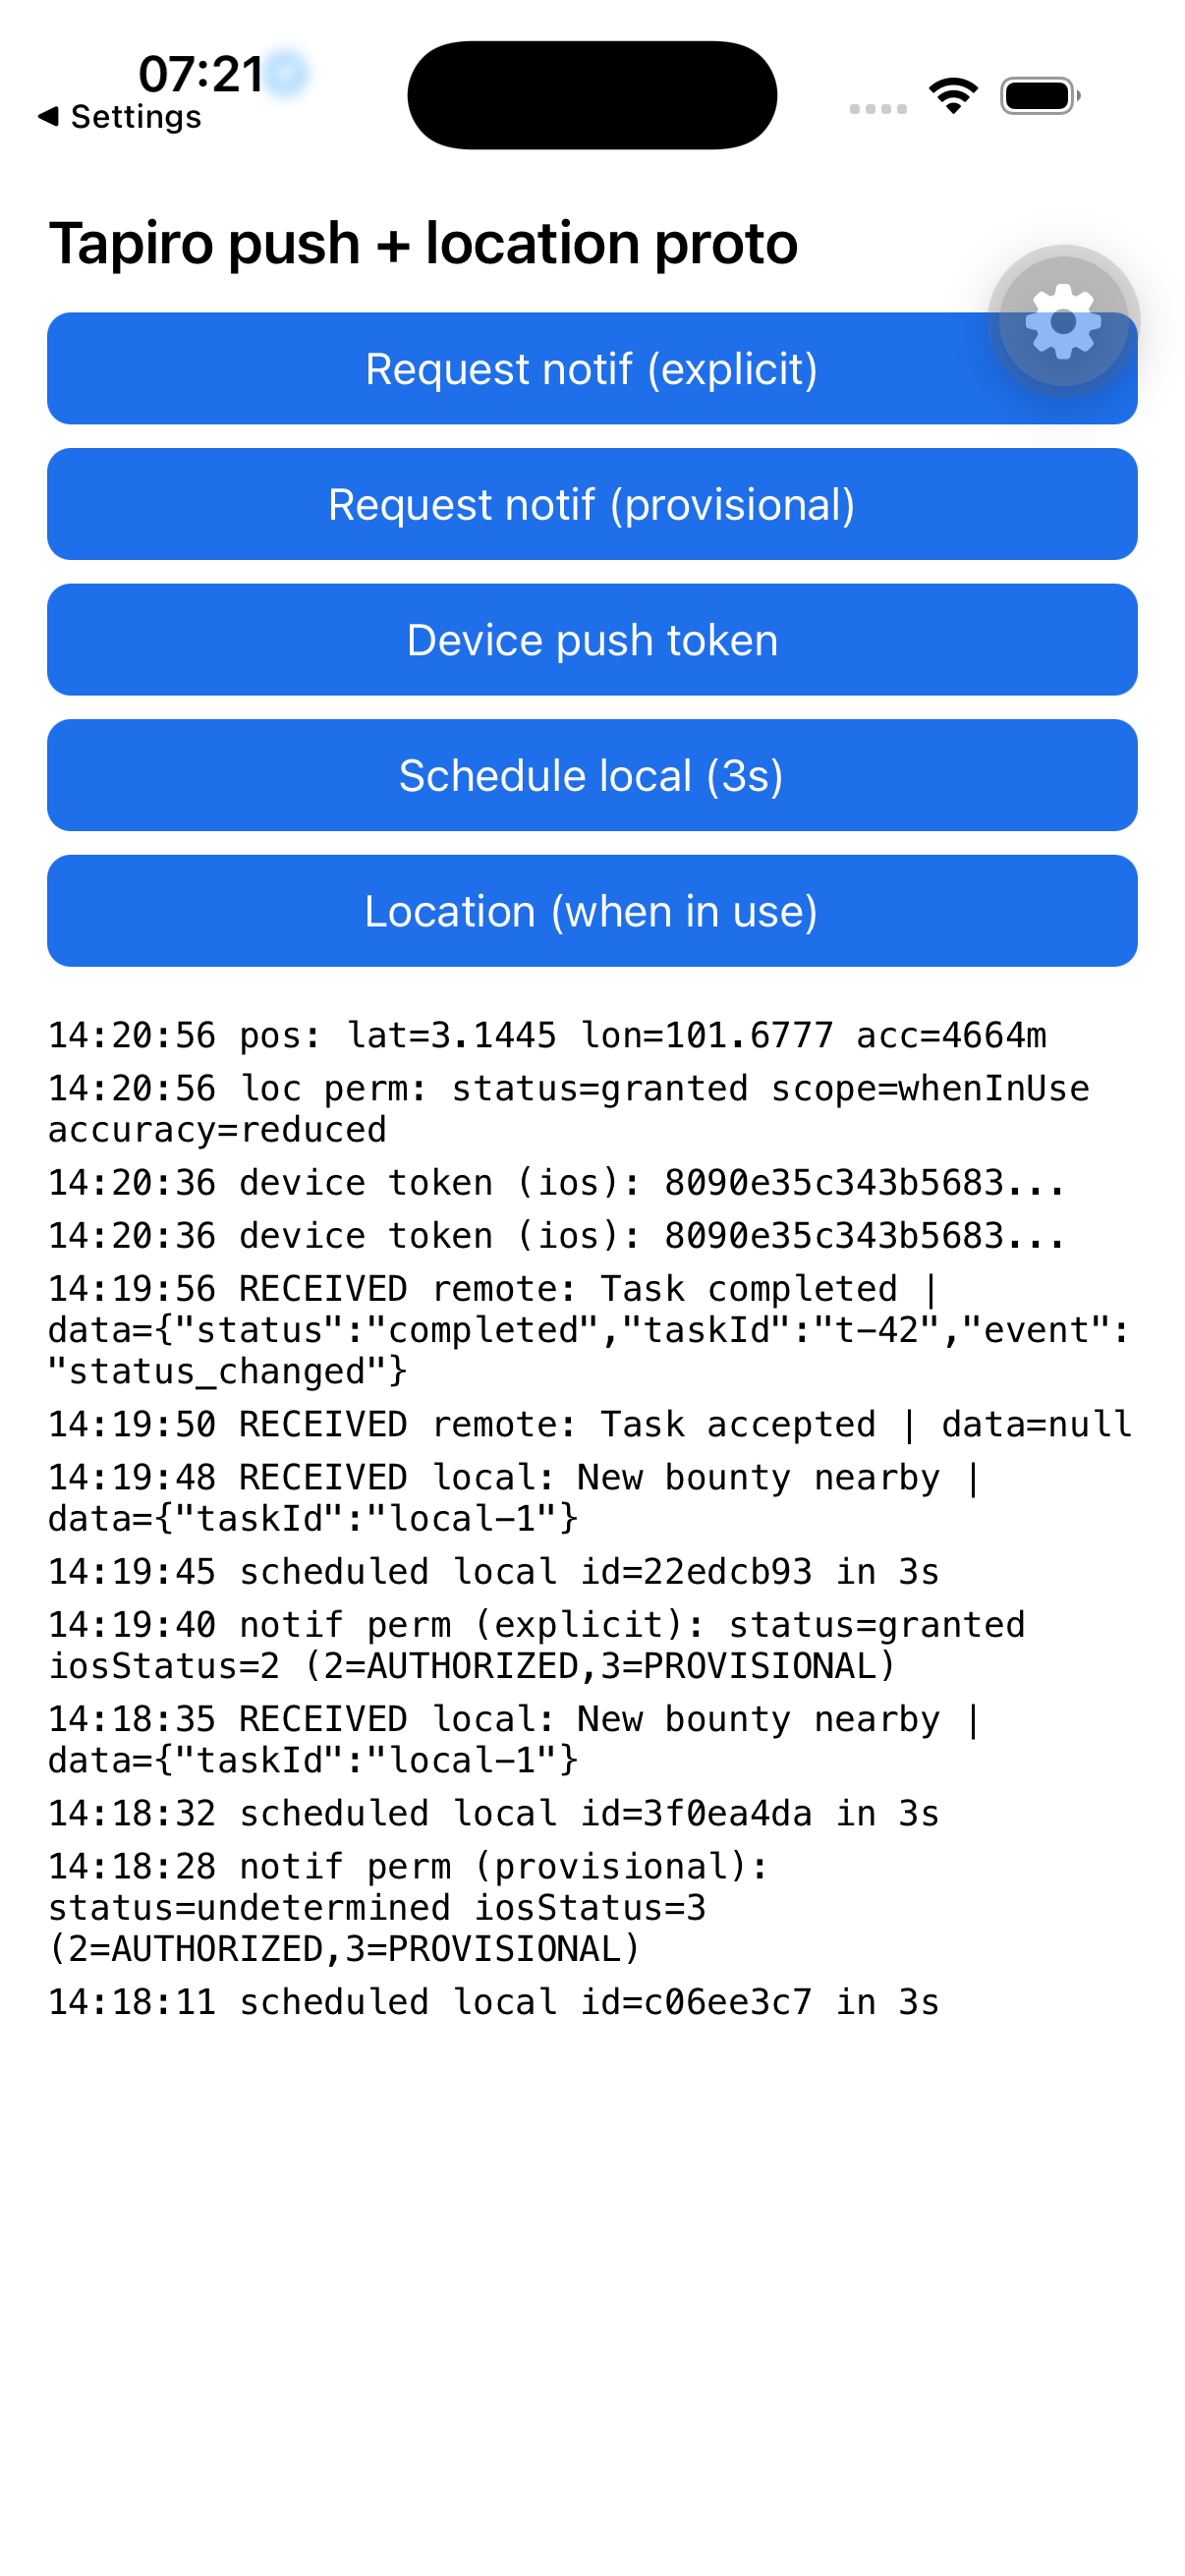 07:21
◀ Settings
Tapiro push + location proto
Request notif (explicit)
Request notif (provisional)
Device push token
Schedule local (3s)
Location (when in use)
14:20:56 pos: lat=3.1445 lon=101.6777 acc=4664m
14:20:56 loc perm: status=granted scope=whenInUse
accuracy=reduced
14:20:36 device token (ios): 8090e35c343b5683...
14:20:36 device token (ios): 8090e35c343b5683...
14:19:56 RECEIVED remote: Task completed |
data={"status":"completed","taskId":"t-42","event":
"status_changed"}
14:19:50 RECEIVED remote: Task accepted | data=null
14:19:48 RECEIVED local: New bounty nearby |
data={"taskId":"local-1"}
14:19:45 scheduled local id=22edcb93 in 3s
14:19:40 notif perm (explicit): status=granted
iosStatus=2 (2=AUTHORIZED,3=PROVISIONAL)
14:18:35 RECEIVED local: New bounty nearby |
data={"taskId":"local-1"}
14:18:32 scheduled local id=3f0ea4da in 3s
14:18:28 notif perm (provisional):
status=undetermined iosStatus=3
(2=AUTHORIZED,3=PROVISIONAL)
14:18:11 scheduled local id=c06ee3c7 in 3s